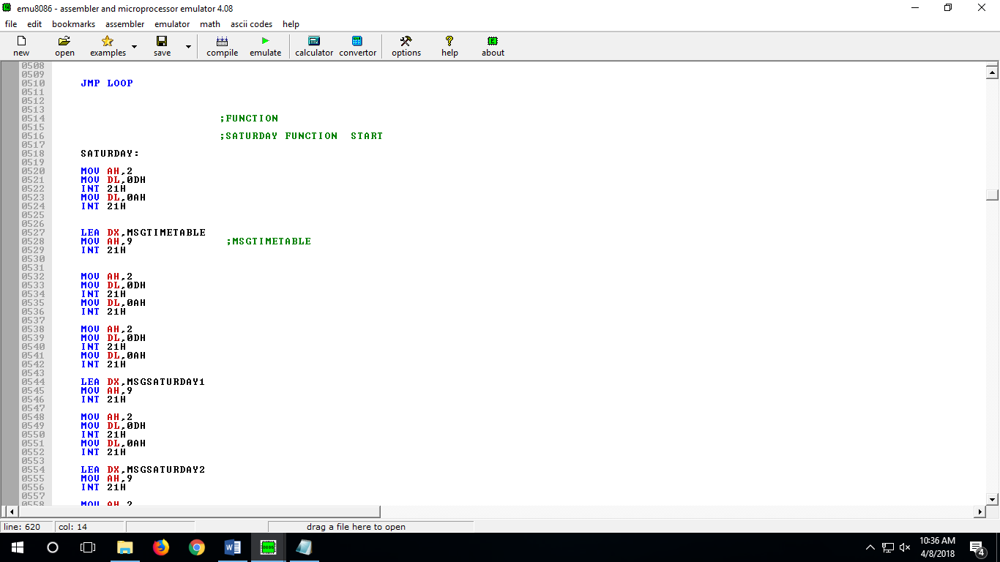 emu8086 - assembler and microprocessor emulator 4.08
file edit bookmarks assembler emulator math ascii codes help
new open examples save compile emulate calculator convertor options help about
0508
0509
0510 JMP LOOP
0511
0512
0513
0514 ;FUNCTION
0515
0516 ;SATURDAY FUNCTION  START
0517
0518 SATURDAY:
0519
0520 MOV AH,2
0521 MOV DL,0DH
0522 INT 21H
0523 MOV DL,0AH
0524 INT 21H
0525
0526
0527 LEA DX,MSGTIMETABLE
0528 MOV AH,9 ;MSGTIMETABLE
0529 INT 21H
0530
0531
0532 MOV AH,2
0533 MOV DL,0DH
0534 INT 21H
0535 MOV DL,0AH
0536 INT 21H
0537
0538 MOV AH,2
0539 MOV DL,0DH
0540 INT 21H
0541 MOV DL,0AH
0542 INT 21H
0543
0544 LEA DX,MSGSATURDAY1
0545 MOV AH,9
0546 INT 21H
0547
0548 MOV AH,2
0549 MOV DL,0DH
0550 INT 21H
0551 MOV DL,0AH
0552 INT 21H
0553
0554 LEA DX,MSGSATURDAY2
0555 MOV AH,9
0556 INT 21H
0557
0558 MOV AH,2
line: 620 col: 14 drag a file here to open
8086
10:36 AM
4/8/2018
4